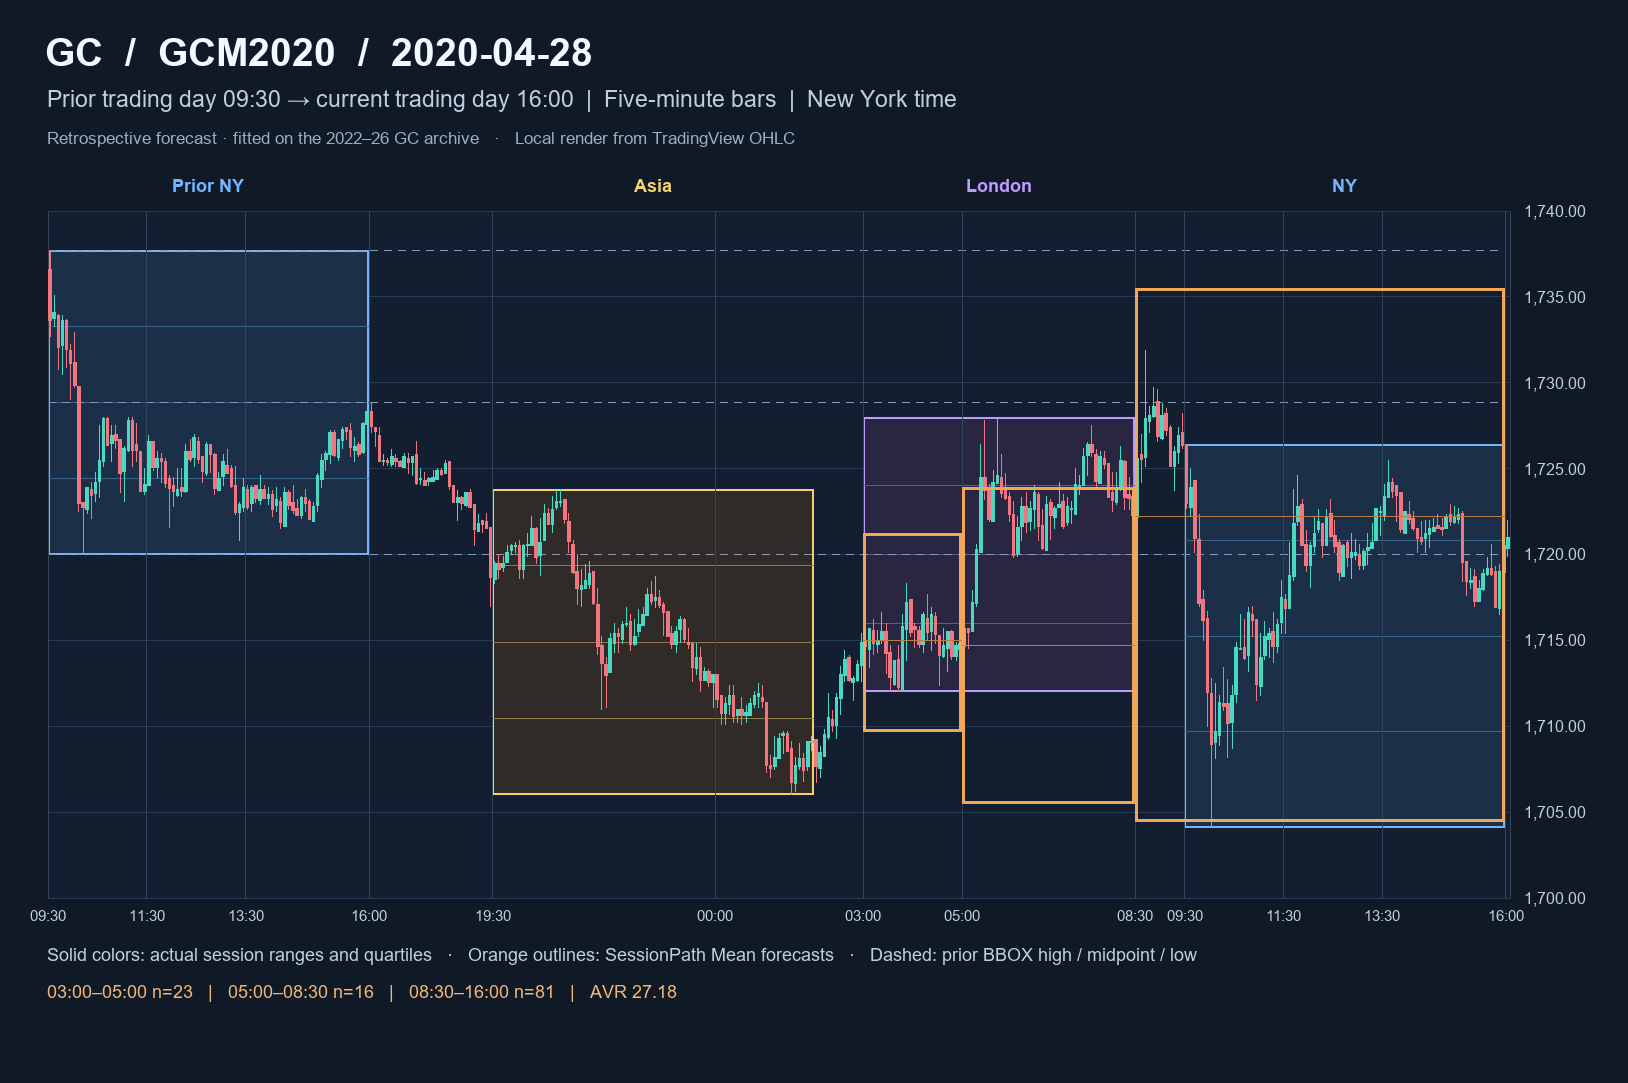 GC / GCM2020 / 2020-04-28
Prior trading day 09:30 → current trading day 16:00 | Five-minute bars | New York time
Retrospective forecast · fitted on the 2022–26 GC archive · Local render from TradingView OHLC
Prior NY Asia London NY
1,740.00
1,735.00
1,730.00
1,725.00
1,720.00
1,715.00
1,710.00
1,705.00
1,700.00
09:30 11:30 13:30 16:00 19:30 00:00 03:00 05:00 08:30 09:30 11:30 13:30 16:00
Solid colors: actual session ranges and quartiles · Orange outlines: SessionPath Mean forecasts · Dashed: prior BBOX high / midpoint / low
03:00–05:00 n=23 | 05:00–08:30 n=16 | 08:30–16:00 n=81 | AVR 27.18